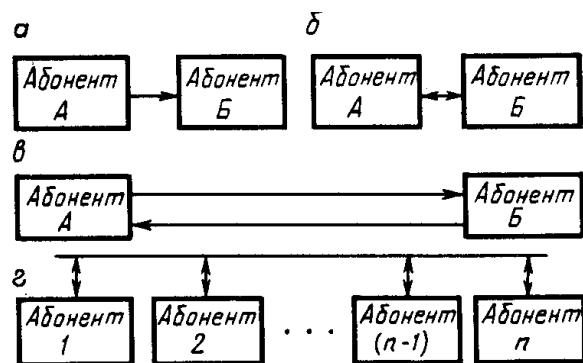 а
б
Абонент
А
Абонент
Б
Абонент
А
Абонент
Б
в
Абонент
А
Абонент
Б
г
Абонент
1
Абонент
2
. . .
Абонент
(n-1)
Абонент
n